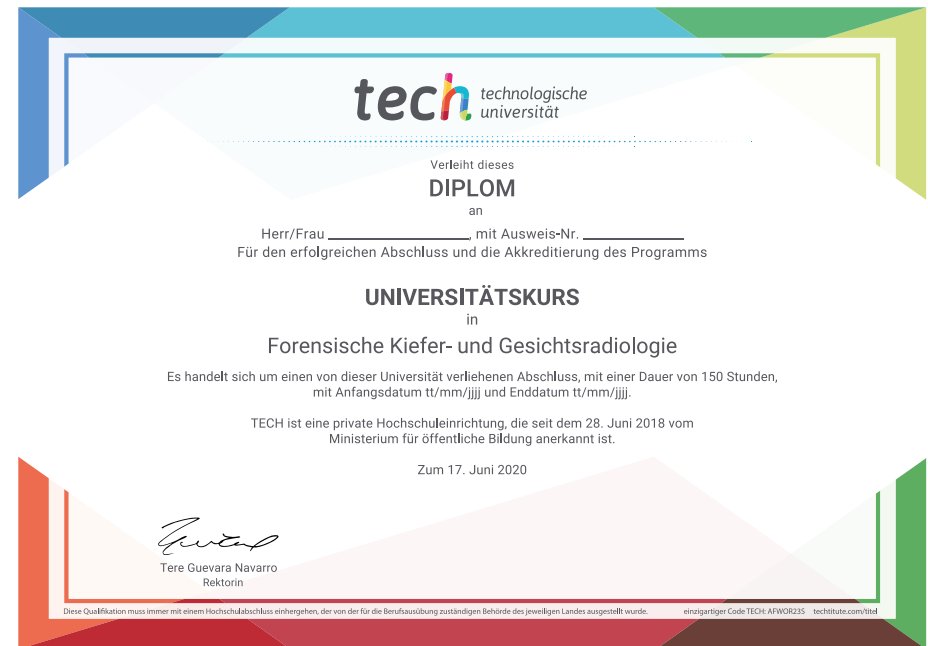 tech technologische
universität
Verleiht dieses
DIPLOM
an
Herr/Frau ____________________, mit Ausweis-Nr. ______________
Für den erfolgreichen Abschluss und die Akkreditierung des Programms
UNIVERSITÄTSKURS
in
Forensische Kiefer- und Gesichtsradiologie
Es handelt sich um einen von dieser Universität verliehenen Abschluss, mit einer Dauer von 150 Stunden,
mit Anfangsdatum tt/mm/jjjj und Enddatum tt/mm/jjjj.
TECH ist eine private Hochschuleinrichtung, die seit dem 28. Juni 2018 vom
Ministerium für öffentliche Bildung anerkannt ist.
Zum 17. Juni 2020
Tere Guevara Navarro
Rektorin
Diese Qualifikation muss immer mit einem Hochschulabschluss einhergehen, der von der für die Berufsausübung zuständigen Behörde des jeweiligen Landes ausgestellt wurde. einzigartiger Code TECH: AFWOR23S techtitute.com/titel